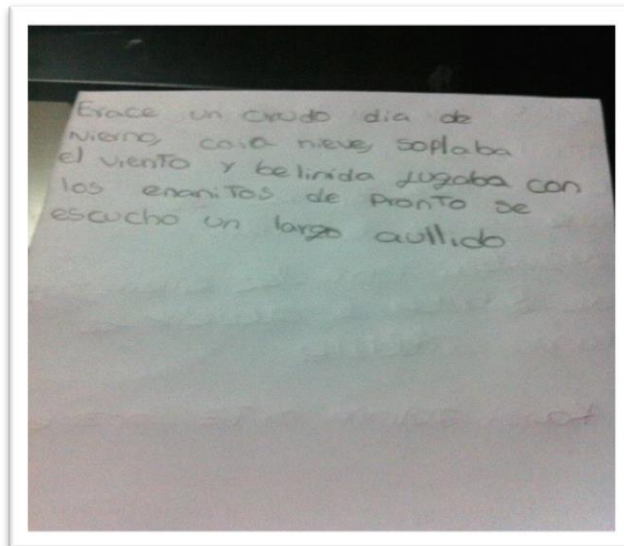 Erace un crudo dia de
Nierno, caia nieve, soplaba
el viento y belinida jugaba con
los enanitos de pronto se
escucho un largo aullido